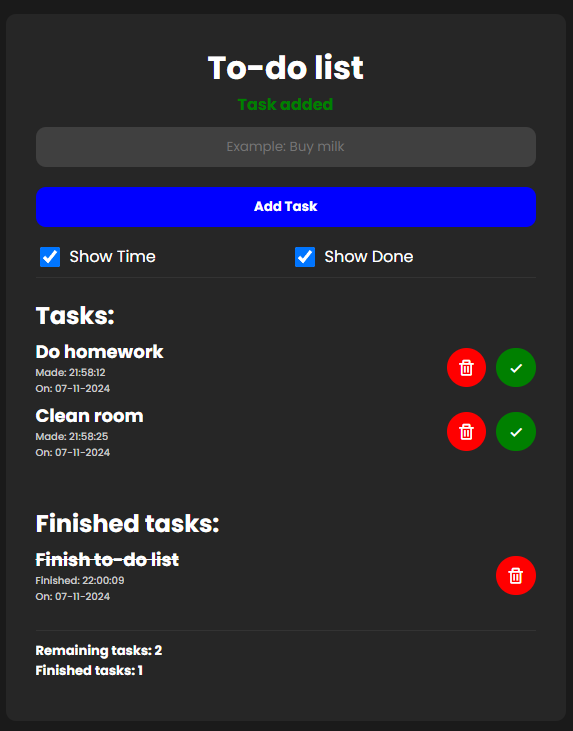 To-do list
Task added
Example: Buy milk
Add Task
Show Time
Show Done
Tasks:
Do homework
Made: 21:58:12
On: 07-11-2024
Clean room
Made: 21:58:25
On: 07-11-2024
Finished tasks:
Finish to-do list
Finished: 22:00:09
On: 07-11-2024
Remaining tasks: 2
Finished tasks: 1